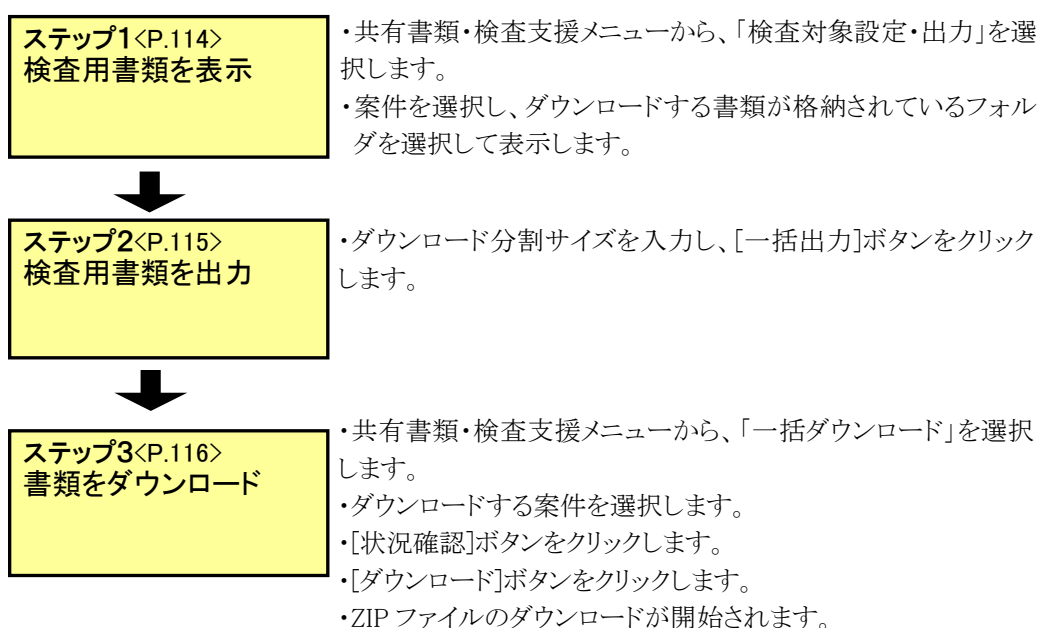 ステップ1<P.114>
検査用書類を表示
・共有書類・検査支援メニューから、「検査対象設定・出力」を選
択します。
・案件を選択し、ダウンロードする書類が格納されているフォル
ダを選択して表示します。
ステップ2<P.115>
検査用書類を出力
・ダウンロード分割サイズを入力し、[一括出力]ボタンをクリック
します。
ステップ3<P.116>
書類をダウンロード
・共有書類・検査支援メニューから、「一括ダウンロード」を選択
します。
・ダウンロードする案件を選択します。
・[状況確認]ボタンをクリックします。
・[ダウンロード]ボタンをクリックします。
・ZIP ファイルのダウンロードが開始されます。